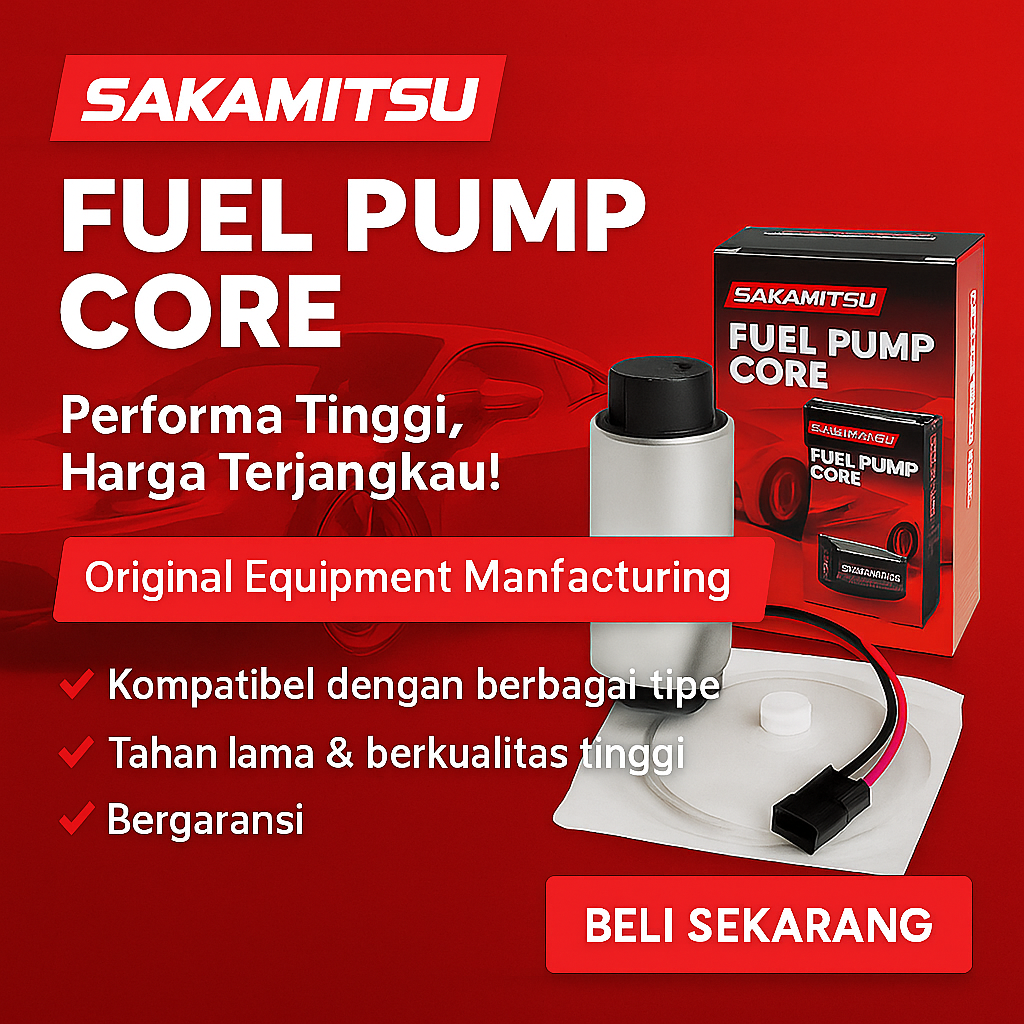 SAKAMITSU
FUEL PUMP
CORE
Performa Tinggi,
Harga Terjangkau!
Original Equipment Manfacturing
Kompatibel dengan berbagai tipe
Tahan lama & berkualitas tinggi
Bergaransi
SAKAMITSU
FUEL PUMP
CORE
FUEL PUMP
CORE
BELI SEKARANG